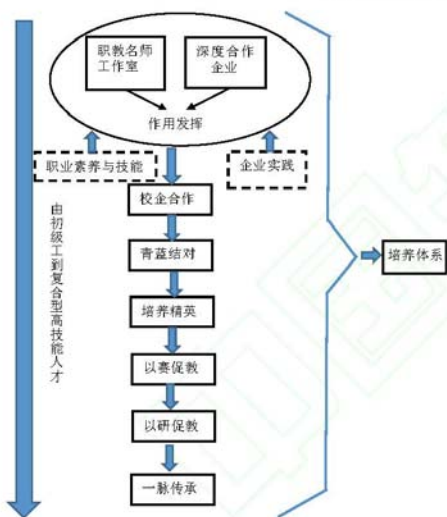 职教名师
工作室
深度合作
企业
作用发挥
职业素养与技能
企业实践
校企合作
青蓝结对
培养精英
以赛促教
以研促教
一脉传承
由初级工到复合型高技能人才
培养体系